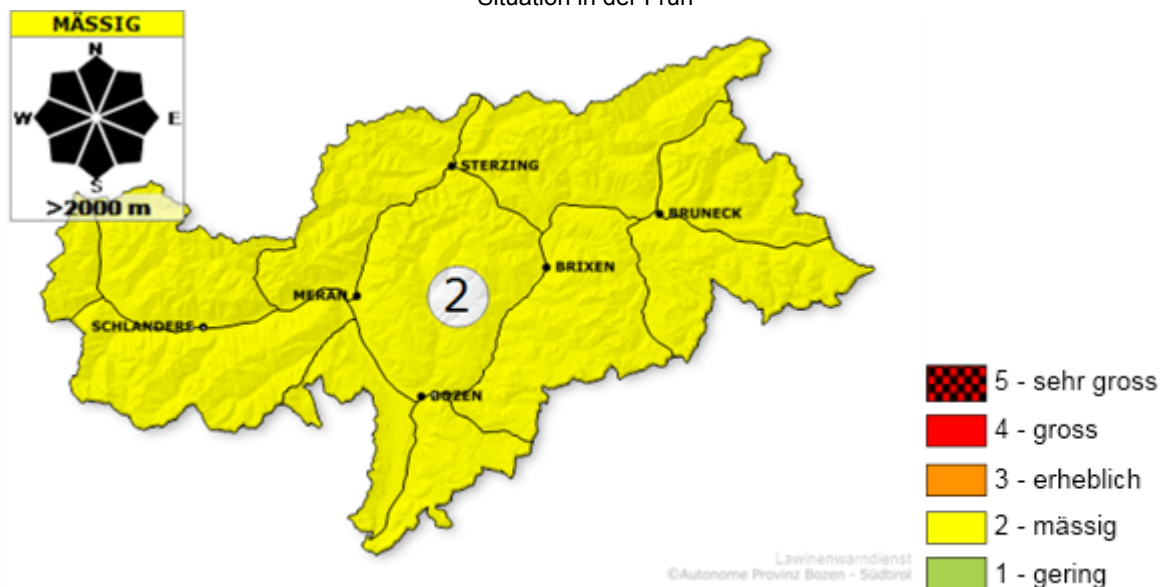 Situation in der Früh
MÄSSIG
N
W E
S
>2000 m
STERZING
BRUNECK
BRIXEN
MERAN
2
SCHLANDERS
BOZEN
5 - sehr gross
4 - gross
3 - erheblich
2 - mässig
1 - gering
Lawinenwarndienst
©Autonome Provinz Bozen - Südtirol